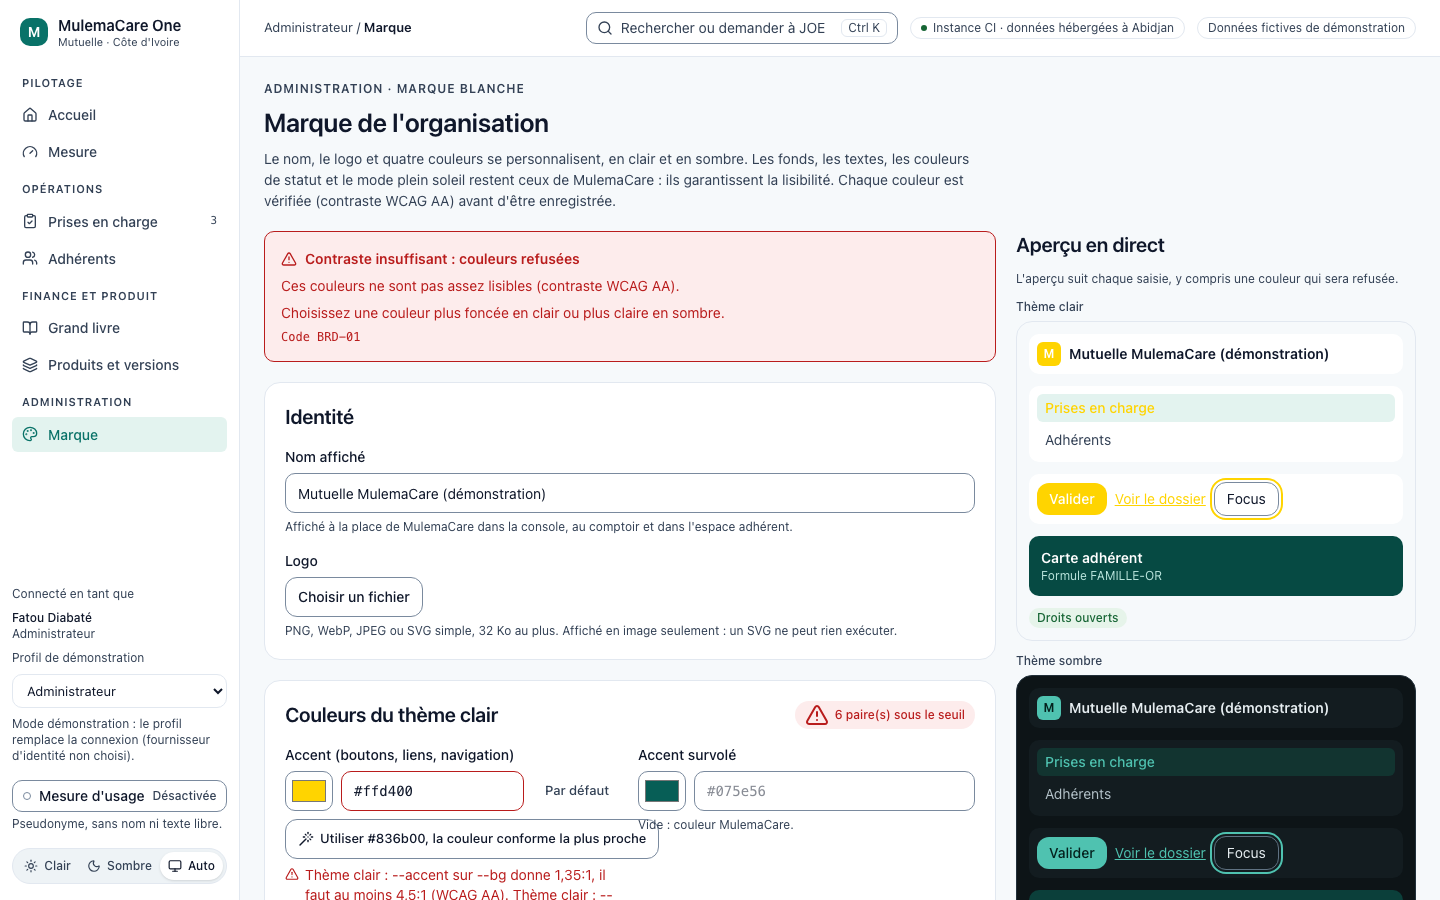 M
MulemaCare One
Mutuelle · Côte d'Ivoire
PILOTAGE
Accueil
Mesure
OPÉRATIONS
Prises en charge 3
Adhérents
FINANCE ET PRODUIT
Grand livre
Produits et versions
ADMINISTRATION
Marque
Connecté en tant que
Fatou Diabaté
Administrateur
Profil de démonstration
Administrateur
Mode démonstration : le profil
remplace la connexion (fournisseur
d'identité non choisi).
Mesure d'usage Désactivée
Pseudonyme, sans nom ni texte libre.
Clair Sombre Auto
Administrateur / Marque
Rechercher ou demander à JOE Ctrl K
Instance CI · données hébergées à Abidjan
Données fictives de démonstration
ADMINISTRATION · MARQUE BLANCHE
Marque de l'organisation
Le nom, le logo et quatre couleurs se personnalisent, en clair et en sombre. Les fonds, les textes, les couleurs
de statut et le mode plein soleil restent ceux de MulemaCare : ils garantissent la lisibilité. Chaque couleur est
vérifiée (contraste WCAG AA) avant d'être enregistrée.
Contraste insuffisant : couleurs refusées
Ces couleurs ne sont pas assez lisibles (contraste WCAG AA).
Choisissez une couleur plus foncée en clair ou plus claire en sombre.
Code BRD-01
Identité
Nom affiché
Mutuelle MulemaCare (démonstration)
Affiché à la place de MulemaCare dans la console, au comptoir et dans l'espace adhérent.
Logo
Choisir un fichier
PNG, WebP, JPEG ou SVG simple, 32 Ko au plus. Affiché en image seulement : un SVG ne peut rien exécuter.
Couleurs du thème clair
6 paire(s) sous le seuil
Accent (boutons, liens, navigation)
#ffd400
Par défaut
Utiliser #836b00, la couleur conforme la plus proche
Thème clair : --accent sur --bg donne 1,35:1, il
faut au moins 4,5:1 (WCAG AA). Thème clair : --
Accent survolé
#075e56
Vide : couleur MulemaCare.
Aperçu en direct
L'aperçu suit chaque saisie, y compris une couleur qui sera refusée.
Thème clair
M
Mutuelle MulemaCare (démonstration)
Prises en charge
Adhérents
Valider Voir le dossier Focus
Carte adhérent
Formule FAMILLE-OR
Droits ouverts
Thème sombre
M
Mutuelle MulemaCare (démonstration)
Prises en charge
Adhérents
Valider Voir le dossier Focus